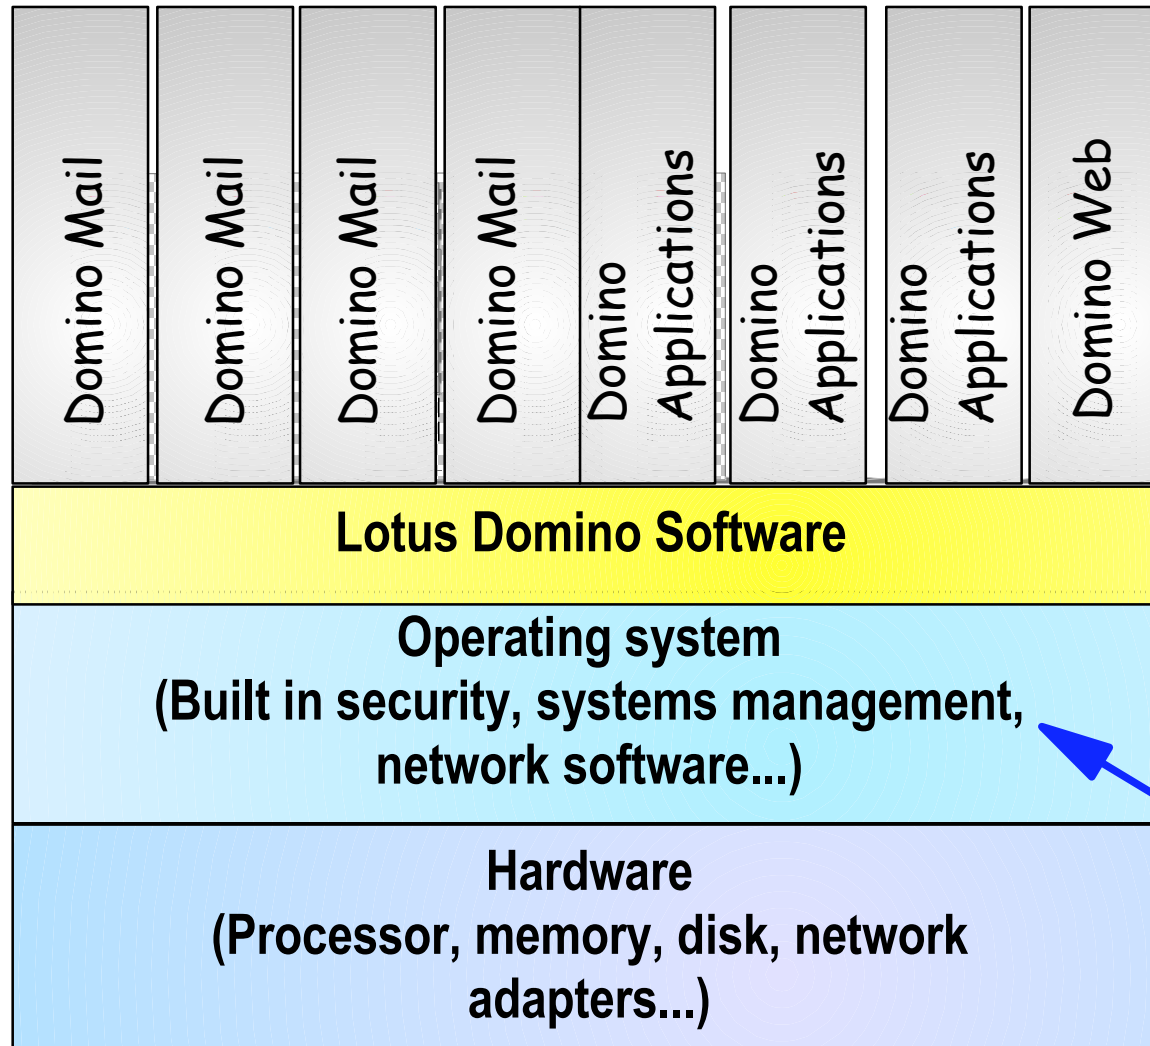 Domino Mail
Domino Mail
Domino Mail
Domino Mail
Domino
Applications
Domino
Applications
Domino
Applications
Domino Web
Lotus Domino Software
Operating system
(Built in security, systems management,
network software...)
Hardware
(Processor, memory, disk, network
adapters...)